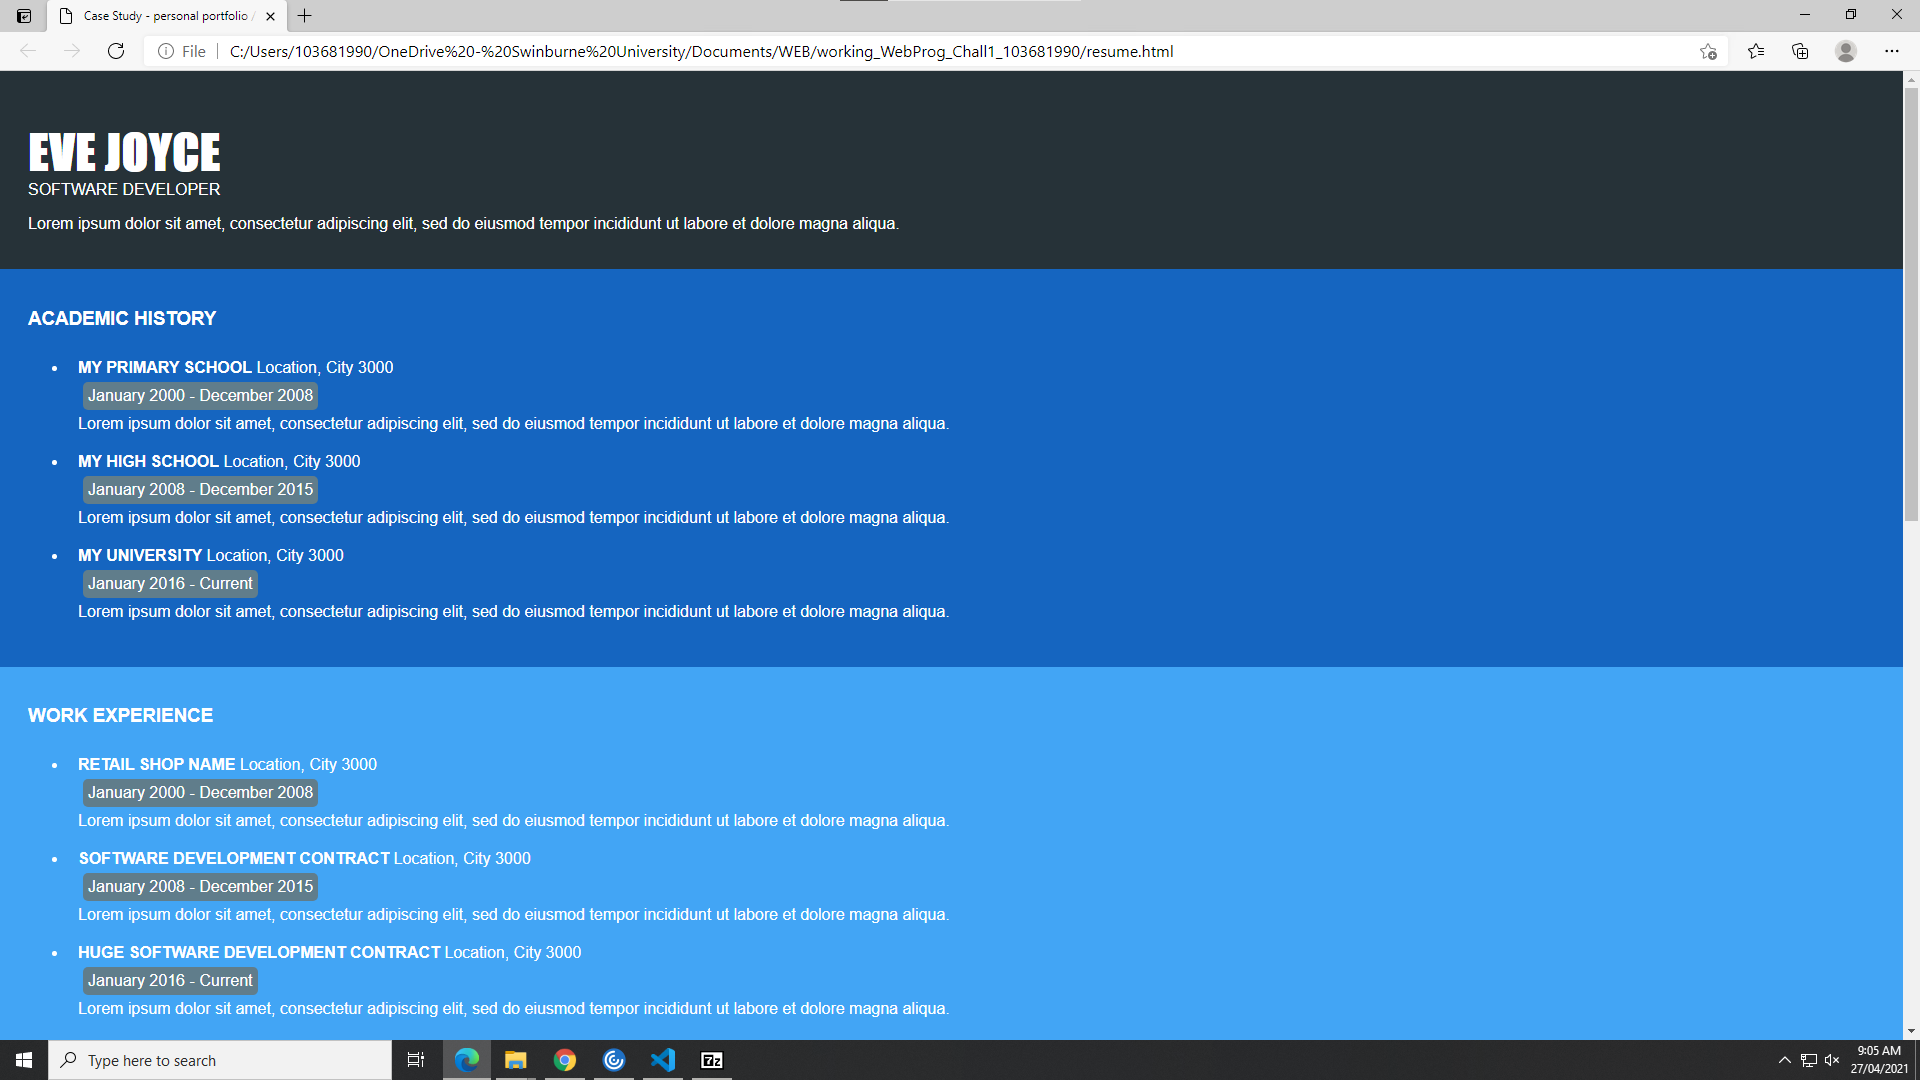 Case Study - personal portfolio /
File
C:/Users/103681990/OneDrive%20-%20Swinburne%20University/Documents/WEB/working_WebProg_Chall1_103681990/resume.html
EVE JOYCE
SOFTWARE DEVELOPER
Lorem ipsum dolor sit amet, consectetur adipiscing elit, sed do eiusmod tempor incididunt ut labore et dolore magna aliqua.
ACADEMIC HISTORY
MY PRIMARY SCHOOL Location, City 3000
January 2000 - December 2008
Lorem ipsum dolor sit amet, consectetur adipiscing elit, sed do eiusmod tempor incididunt ut labore et dolore magna aliqua.
MY HIGH SCHOOL Location, City 3000
January 2008 - December 2015
Lorem ipsum dolor sit amet, consectetur adipiscing elit, sed do eiusmod tempor incididunt ut labore et dolore magna aliqua.
MY UNIVERSITY Location, City 3000
January 2016 - Current
Lorem ipsum dolor sit amet, consectetur adipiscing elit, sed do eiusmod tempor incididunt ut labore et dolore magna aliqua.
WORK EXPERIENCE
RETAIL SHOP NAME Location, City 3000
January 2000 - December 2008
Lorem ipsum dolor sit amet, consectetur adipiscing elit, sed do eiusmod tempor incididunt ut labore et dolore magna aliqua.
SOFTWARE DEVELOPMENT CONTRACT Location, City 3000
January 2008 - December 2015
Lorem ipsum dolor sit amet, consectetur adipiscing elit, sed do eiusmod tempor incididunt ut labore et dolore magna aliqua.
HUGE SOFTWARE DEVELOPMENT CONTRACT Location, City 3000
January 2016 - Current
Lorem ipsum dolor sit amet, consectetur adipiscing elit, sed do eiusmod tempor incididunt ut labore et dolore magna aliqua.
Type here to search
7z
9:05 AM
27/04/2021